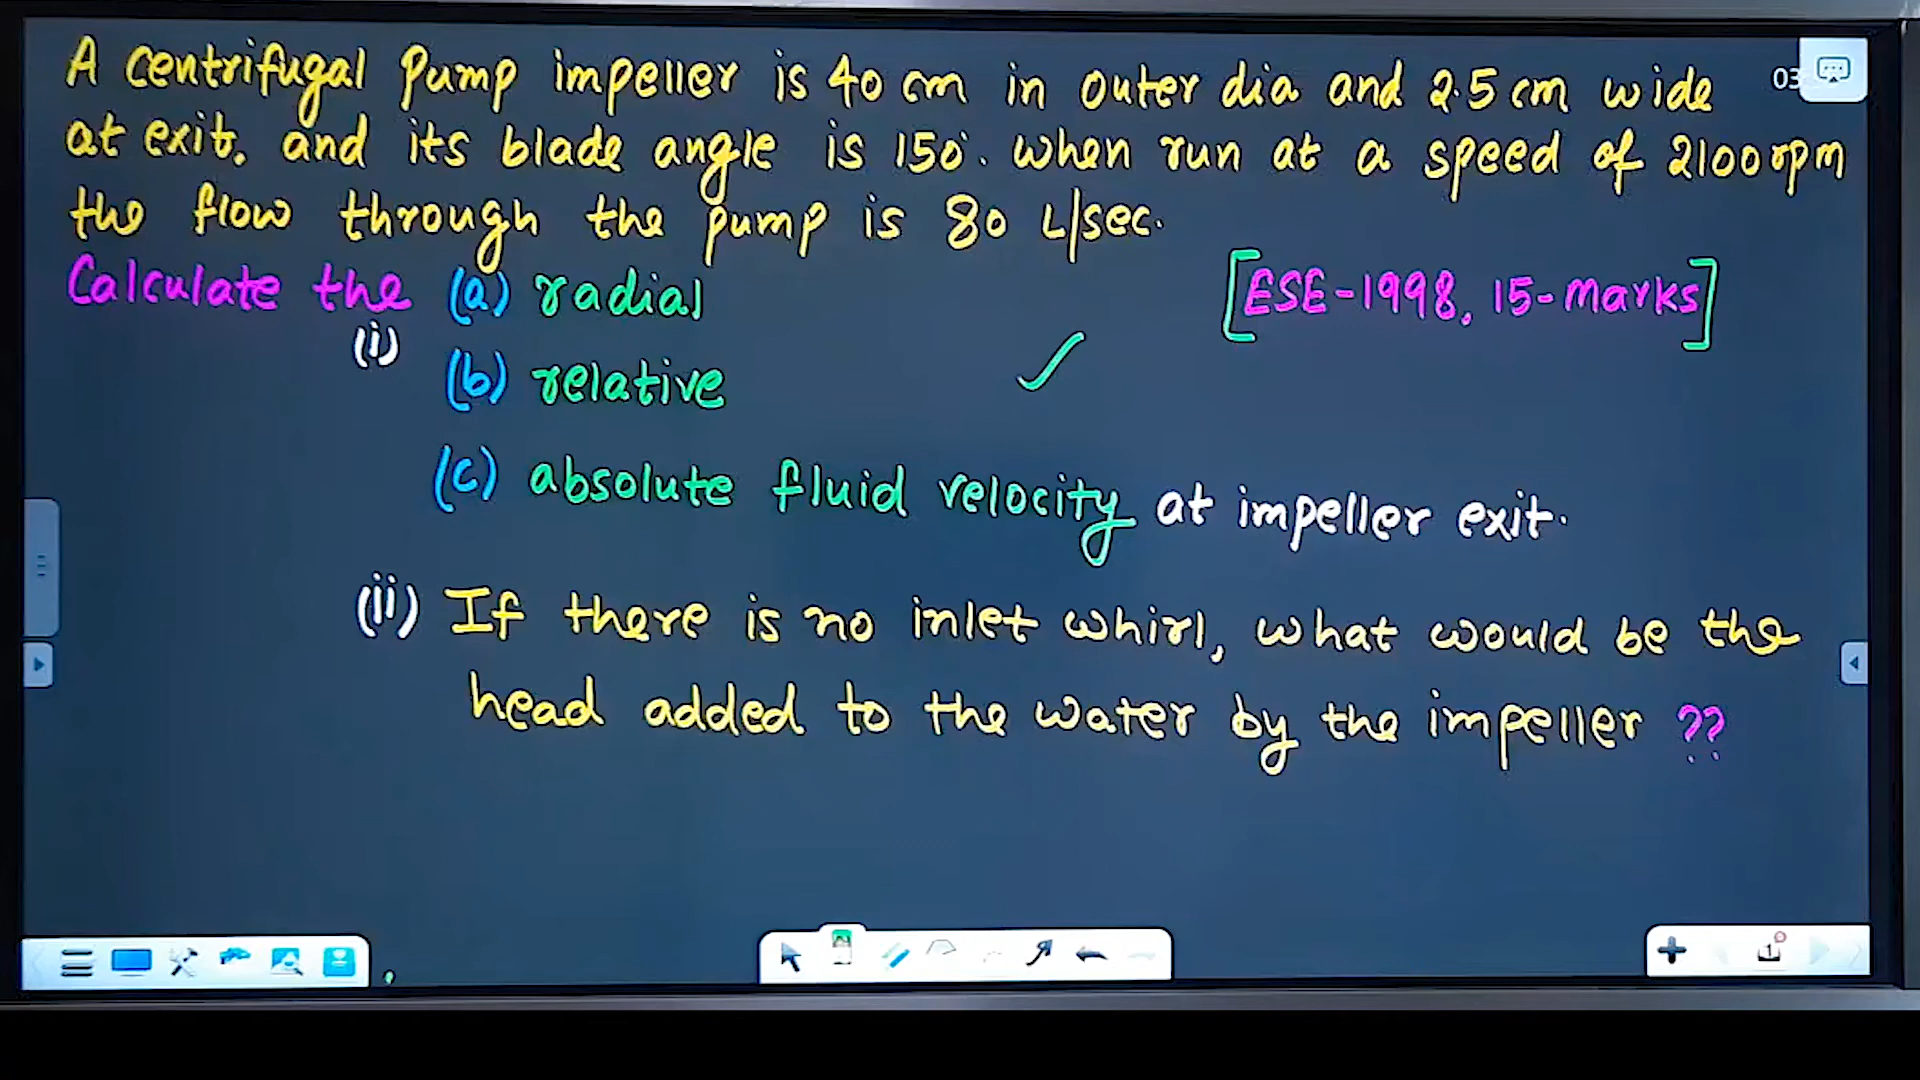 A centrifugal Pump impeller is 40 cm in outer dia and 2.5 cm wide
at exit. and its blade angle is 150°. when run at a speed of 2100 rpm
the flow through the pump is 80 L/sec.
Calculate the (a) radial [ESE-1998, 15-Marks]
(i)
(b) relative ✓
(c) absolute fluid velocity at impeller exit.
(ii) If there is no inlet whirl, what would be the
head added to the water by the impeller ??